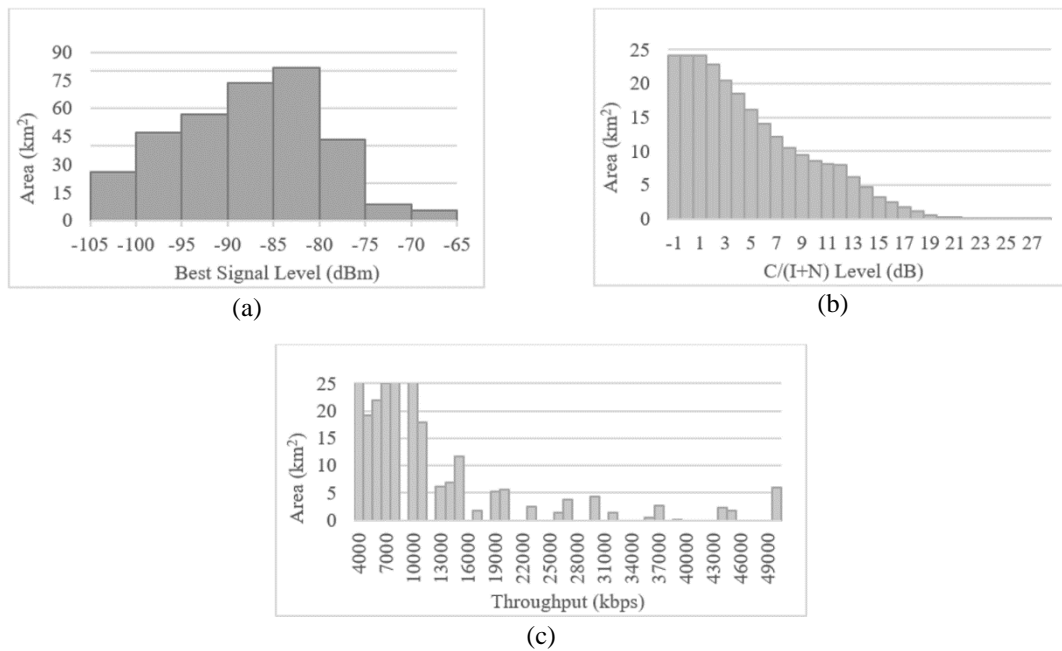 Area (km²)
90
75
60
45
30
15
0
-105 -100 -95 -90 -85 -80 -75 -70 -65
Best Signal Level (dBm)
(a)
Area (km²)
25
20
15
10
5
0
-1 1 3 5 7 9 11 13 15 17 19 21 23 25 27
C/(I+N) Level (dB)
(b)
Area (km²)
25
20
15
10
5
0
4000 7000 10000 13000 16000 19000 22000 25000 28000 31000 34000 37000 40000 43000 46000 49000
Throughput (kbps)
(c)